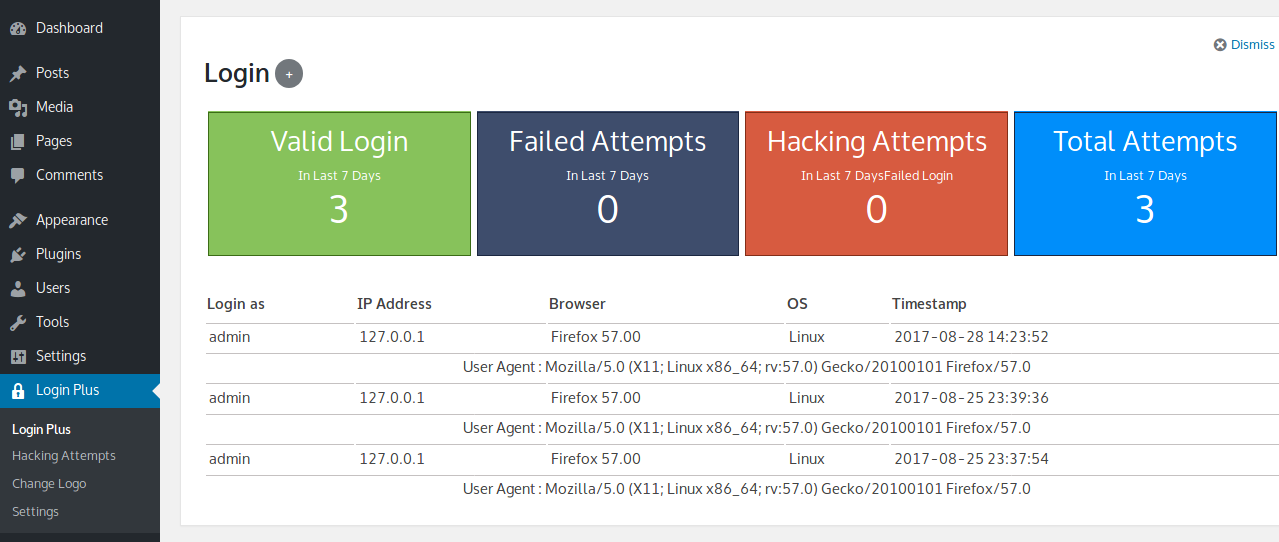 Dashboard
Posts
Media
Pages
Comments
Appearance
Plugins
Users
Tools
Settings
Login Plus
Login Plus
Hacking Attempts
Change Logo
Settings
Dismiss
Login +
Valid Login
In Last 7 Days
3
Failed Attempts
In Last 7 Days
0
Hacking Attempts
In Last 7 DaysFailed Login
0
Total Attempts
In Last 7 Days
3
Login as IP Address Browser OS Timestamp
admin 127.0.0.1 Firefox 57.00 Linux 2017-08-28 14:23:52
User Agent : Mozilla/5.0 (X11; Linux x86_64; rv:57.0) Gecko/20100101 Firefox/57.0
admin 127.0.0.1 Firefox 57.00 Linux 2017-08-25 23:39:36
User Agent : Mozilla/5.0 (X11; Linux x86_64; rv:57.0) Gecko/20100101 Firefox/57.0
admin 127.0.0.1 Firefox 57.00 Linux 2017-08-25 23:37:54
User Agent : Mozilla/5.0 (X11; Linux x86_64; rv:57.0) Gecko/20100101 Firefox/57.0